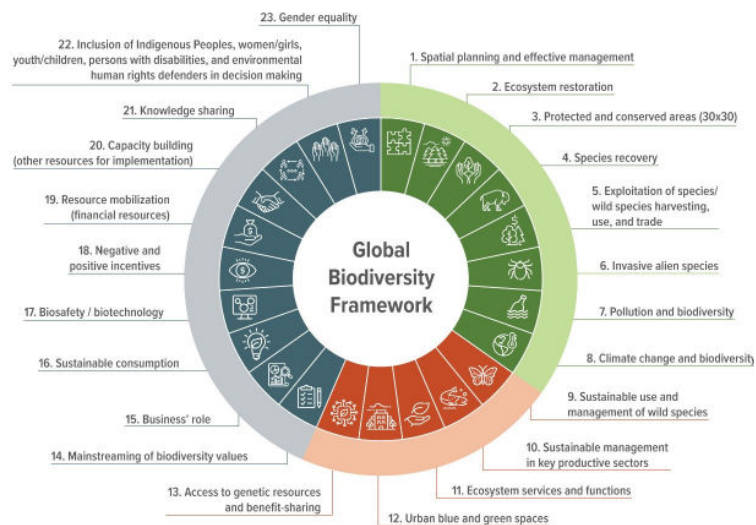 Global
Biodiversity
Framework
1. Spatial planning and effective management
2. Ecosystem restoration
3. Protected and conserved areas (30x30)
4. Species recovery
5. Exploitation of species/
wild species harvesting,
use, and trade
6. Invasive alien species
7. Pollution and biodiversity
8. Climate change and biodiversity
9. Sustainable use and
management of wild species
10. Sustainable management
in key productive sectors
11. Ecosystem services and functions
12. Urban blue and green spaces
13. Access to genetic resources
and benefit-sharing
14. Mainstreaming of biodiversity values
15. Business' role
16. Sustainable consumption
17. Biosafety / biotechnology
18. Negative and
positive incentives
19. Resource mobilization
(financial resources)
20. Capacity building
(other resources for implementation)
21. Knowledge sharing
22. Inclusion of Indigenous Peoples, women/girls,
youth/children, persons with disabilities, and environmental
human rights defenders in decision making
23. Gender equality